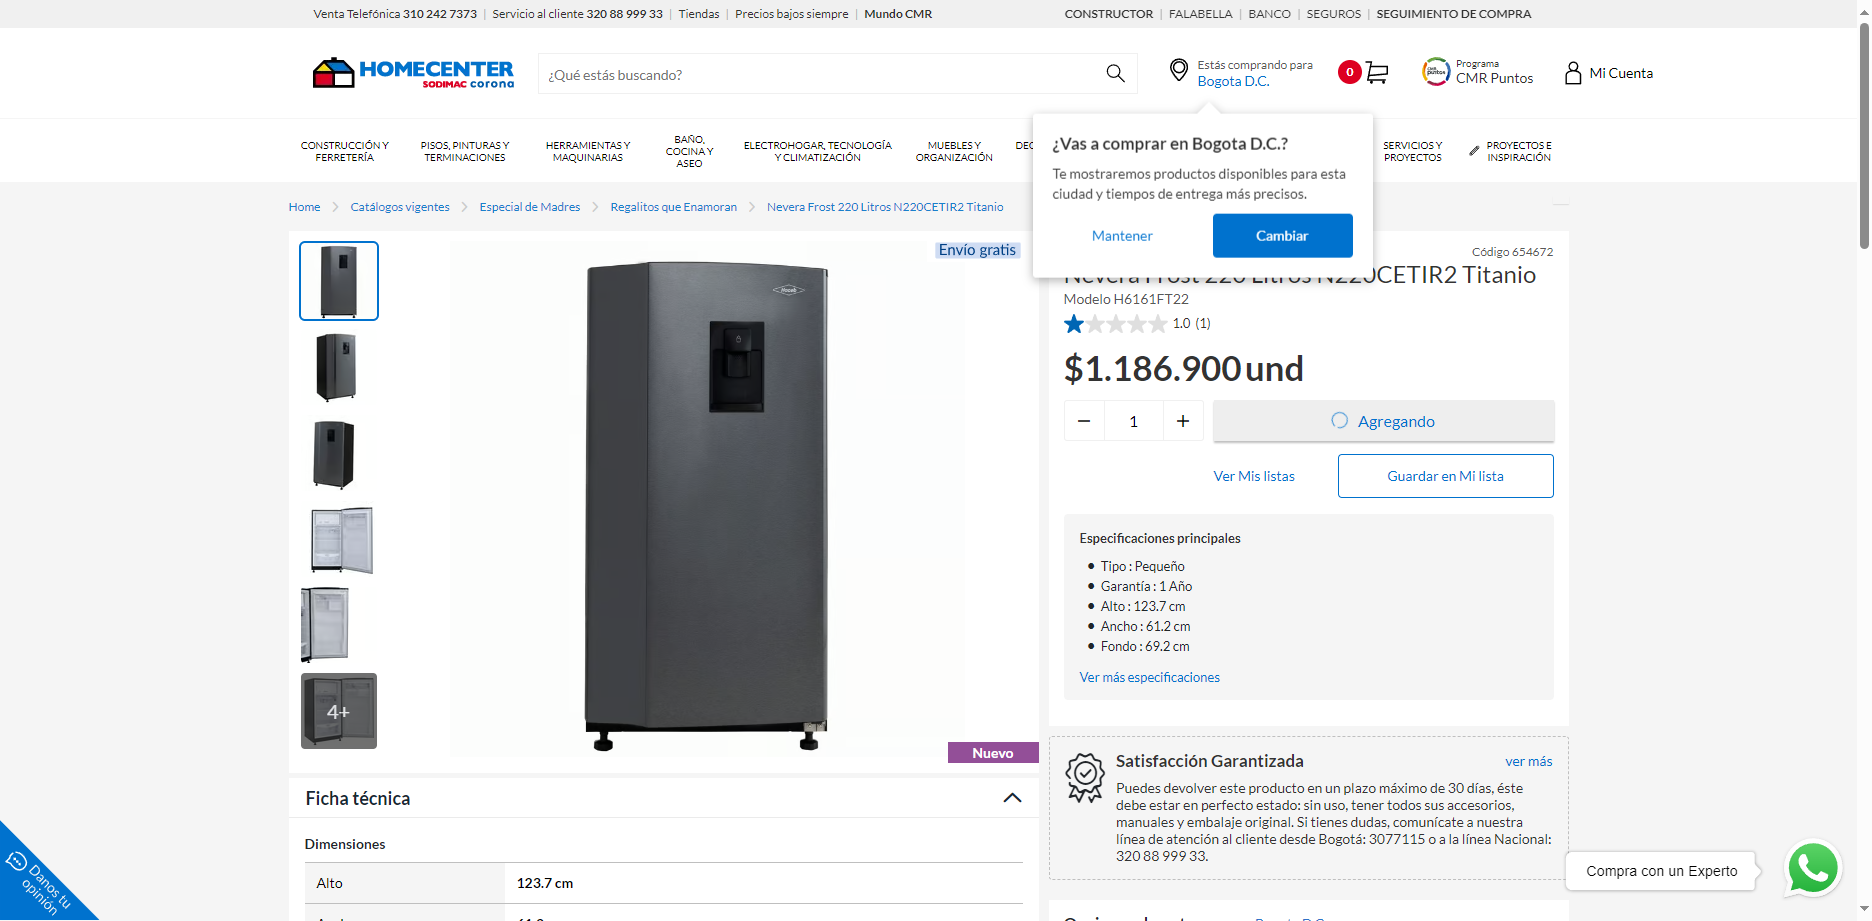 Venta Telefónica 310 242 7373 | Servicio al cliente 320 88 999 33 | Tiendas | Precios bajos siempre | Mundo CMR
CONSTRUCTOR | FALABELLA | BANCO | SEGUROS | SEGUIMIENTO DE COMPRA
HOMECENTER
SODIMAC corona
¿Qué estás buscando?
Estás comprando para
Bogota D.C.
0
Programa
CMR Puntos
Mi Cuenta
CONSTRUCCIÓN Y
FERRETERÍA
PISOS, PINTURAS Y
TERMINACIONES
HERRAMIENTAS Y
MAQUINARIAS
BAÑO,
COCINA Y
ASEO
ELECTROHOGAR, TECNOLOGÍA
Y CLIMATIZACIÓN
MUEBLES Y
ORGANIZACIÓN
SERVICIOS Y
PROYECTOS
PROYECTOS E
INSPIRACIÓN
¿Vas a comprar en Bogota D.C.?
Te mostraremos productos disponibles para esta
ciudad y tiempos de entrega más precisos.
Mantener
Cambiar
Home
Catálogos vigentes
Especial de Madres
Regalitos que Enamoran
Nevera Frost 220 Litros N220CETIR2 Titanio
Envío gratis
Haceb
4+
Nuevo
Código 654672
Nevera Frost 220 Litros N220CETIR2 Titanio
Modelo H6161FT22
1.0 (1)
$1.186.900 und
1
Agregando
Ver Mis listas
Guardar en Mi lista
Especificaciones principales
Tipo : Pequeño
Garantía : 1 Año
Alto : 123.7 cm
Ancho : 61.2 cm
Fondo : 69.2 cm
Ver más especificaciones
Satisfacción Garantizada
ver más
Puedes devolver este producto en un plazo máximo de 30 días, éste
debe estar en perfecto estado: sin uso, tener todos sus accesorios,
manuales y embalaje original. Si tienes dudas, comunícate a nuestra
línea de atención al cliente desde Bogotá: 3077115 o a la línea Nacional:
320 88 999 33.
Ficha técnica
Dimensiones
Alto
123.7 cm
Danos tu
opinión
Compra con un Experto